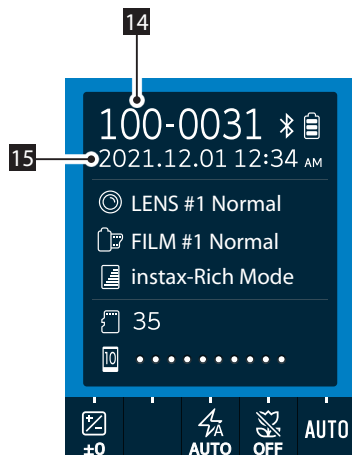 14
100-0031
15
2021.12.01 12:34 AM
LENS #1 Normal
FILM #1 Normal
instax-Rich Mode
35
10
±0 AUTO OFF AUTO